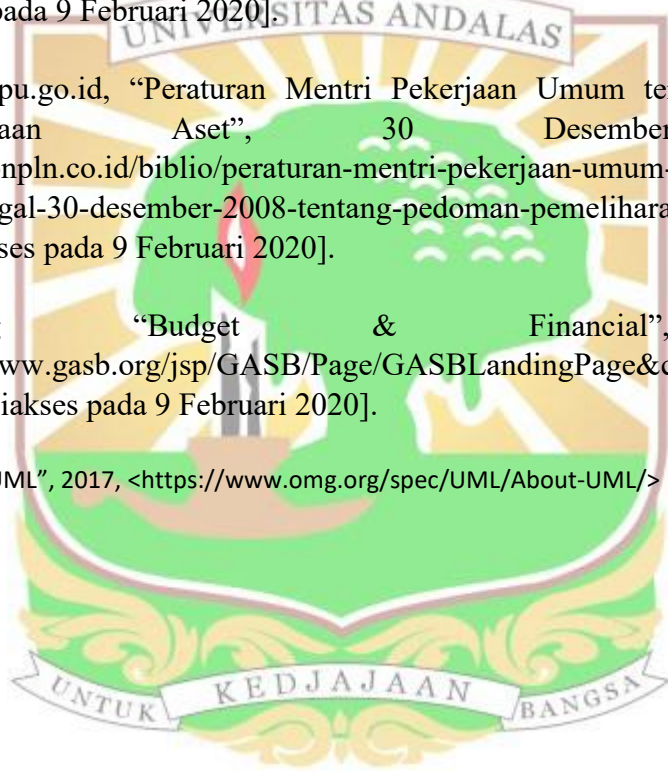 pada 9 Februari 2020].
UNIVERSITAS ANDALAS
pu.go.id, “Peraturan Mentri Pekerjaan Umum
Aset”, 30 Desember
npln.co.id/biblio/peraturan-mentri-pekerjaan-umum-
gal-30-desember-2008-tentang-pedoman-pemelihara
ses pada 9 Februari 2020].
“Budget & Financial”,
ww.gasb.org/jsp/GASB/Page/GASBLandingPage&c
iakses pada 9 Februari 2020].
UML”, 2017, <https://www.omg.org/spec/UML/About-UML/>
UNTUK KEDJAJAAN BANGSA